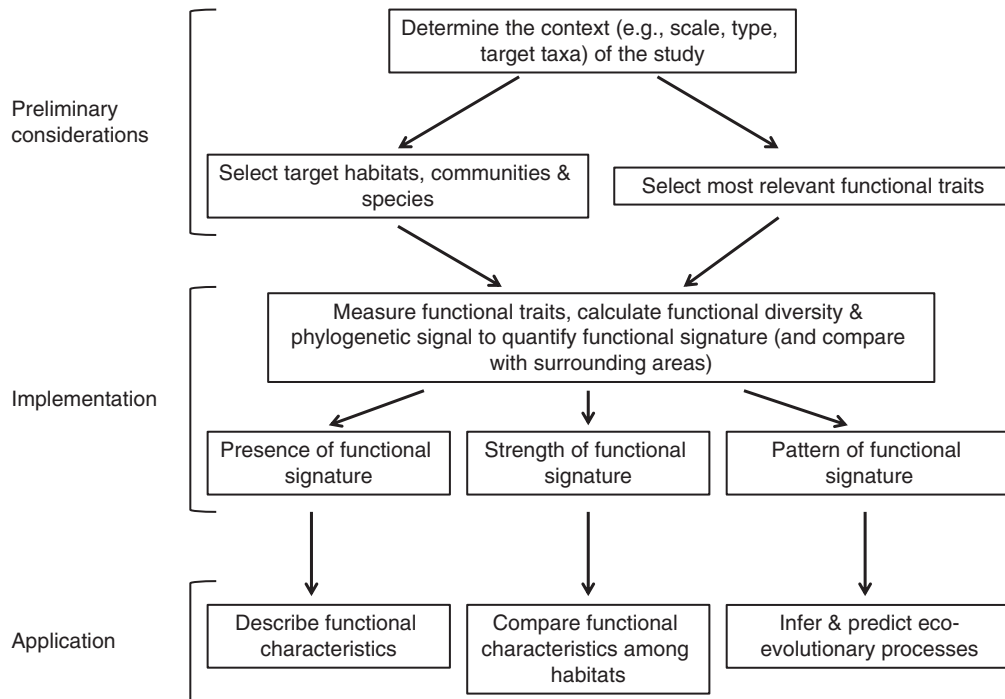 Determine the context (e.g., scale, type,
target taxa) of the study
Preliminary
considerations
Select target habitats, communities &
species
Select most relevant functional traits
Measure functional traits, calculate functional diversity &
phylogenetic signal to quantify functional signature (and compare
with surrounding areas)
Implementation
Presence of functional
signature
Strength of functional
signature
Pattern of functional
signature
Application
Describe functional
characteristics
Compare functional
characteristics among
habitats
Infer & predict eco-
evolutionary processes